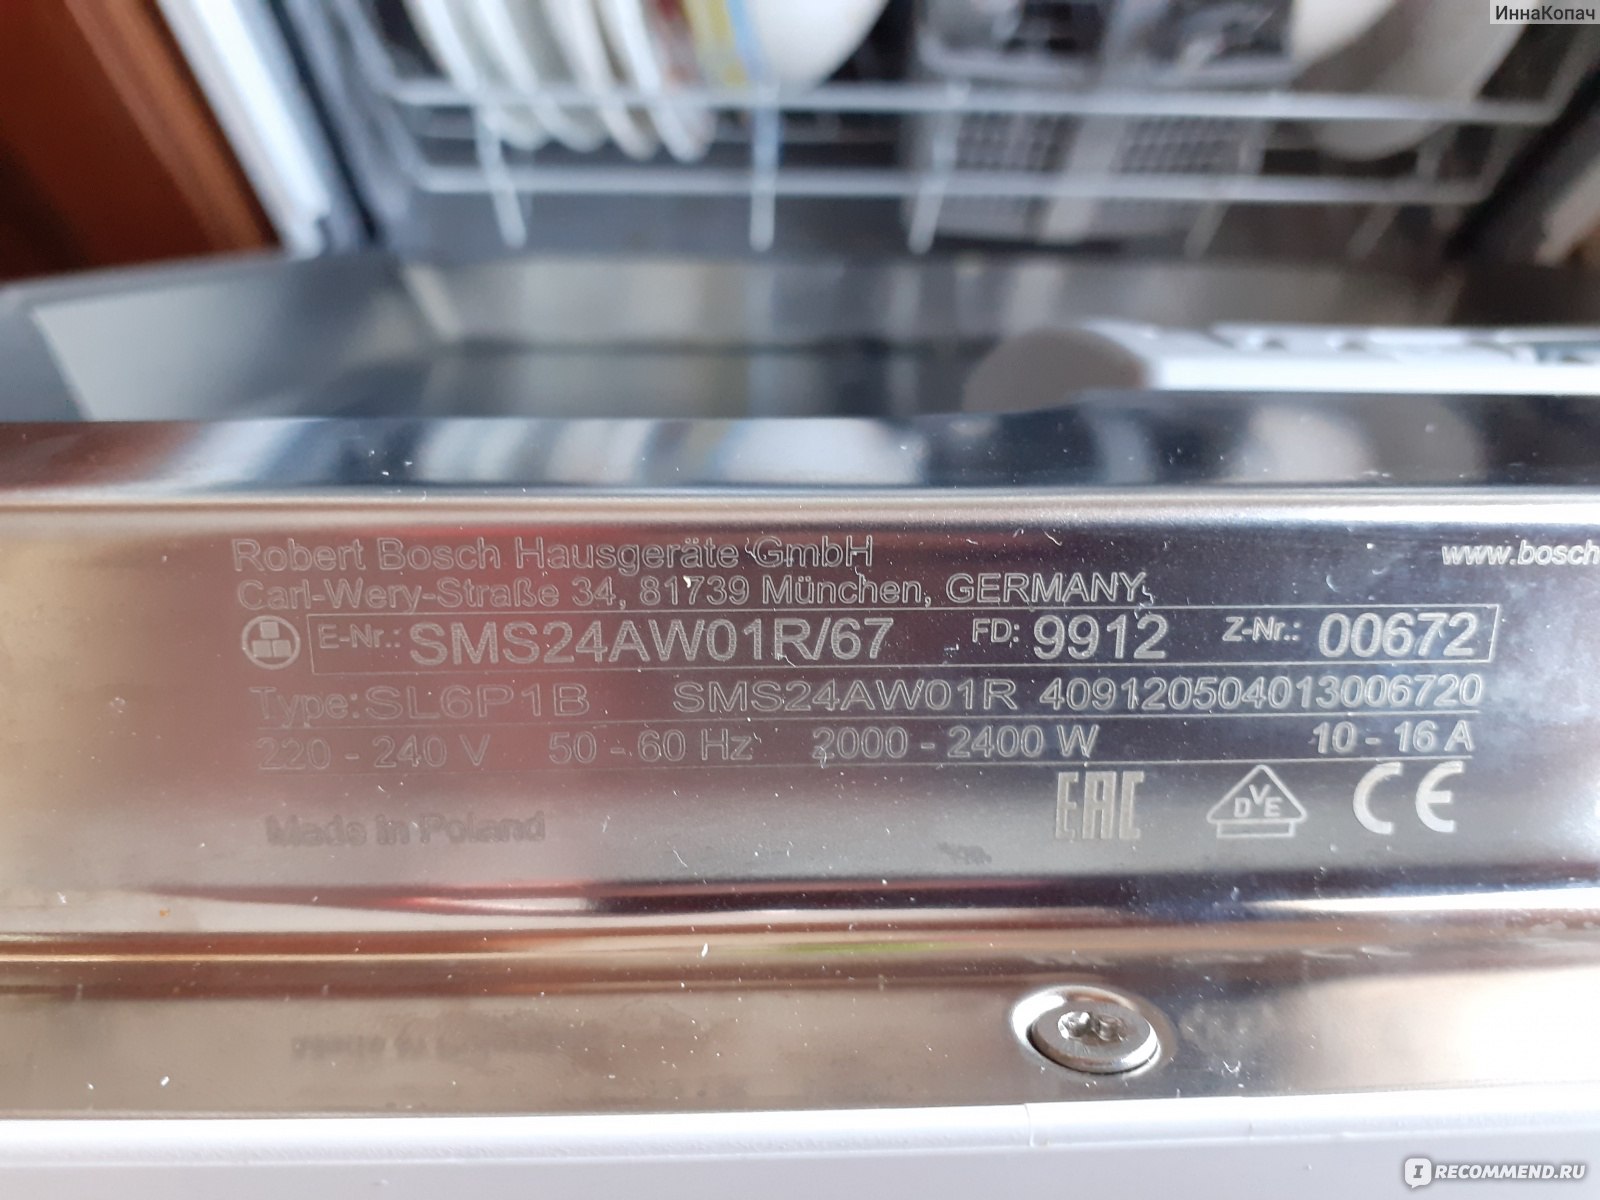 ИннаКопач
Robert Bosch Hausgeräte GmbH
www.bosch
Carl-Wery-Straße 34, 81739 München, GERMANY
E-Nr.: SMS24AW01R/67 FD: 9912 Z-Nr.: 00672
Type: SL6P1B SMS24AW01R 409120504013006720
220 - 240 V 50 - 60 Hz 2000 - 2400 W 10 - 16 A
EAC DVE CE
Made in Poland
IRECOMMEND.RU